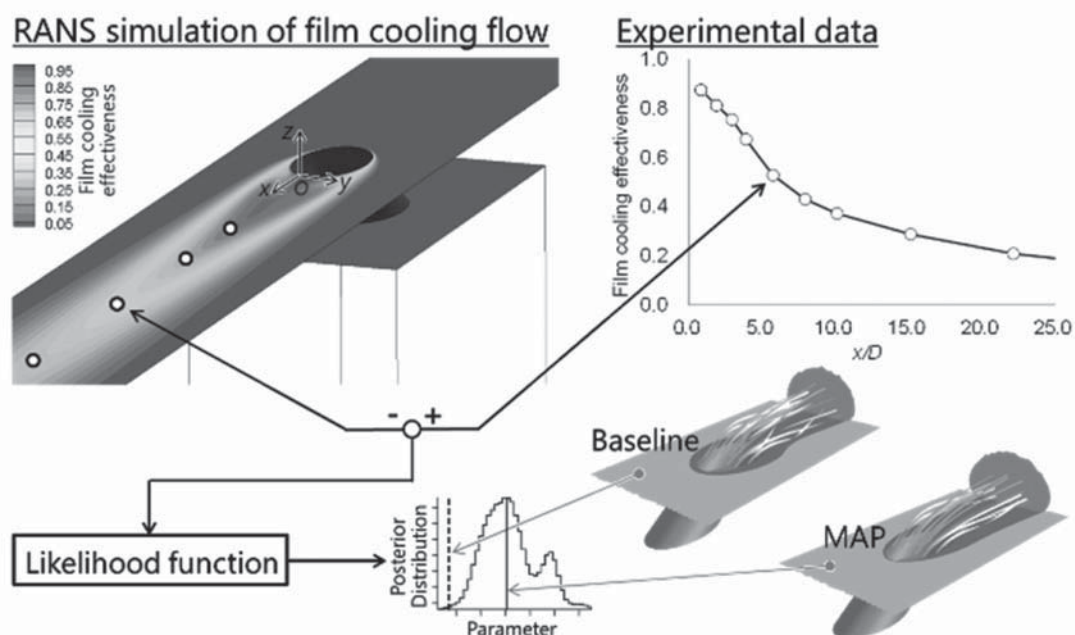 RANS simulation of film cooling flow
0.95
0.85
0.75
0.65
0.55
0.45
0.35
0.25
0.15
0.05
Film cooling
effectiveness
z
x
o
y
Experimental data
Film cooling effectiveness
1.0
0.8
0.6
0.4
0.2
0.0
0.0 5.0 10.0 15.0 20.0 25.0
x/D
- +
Baseline
MAP
Likelihood function
Posterior
Distribution
Parameter